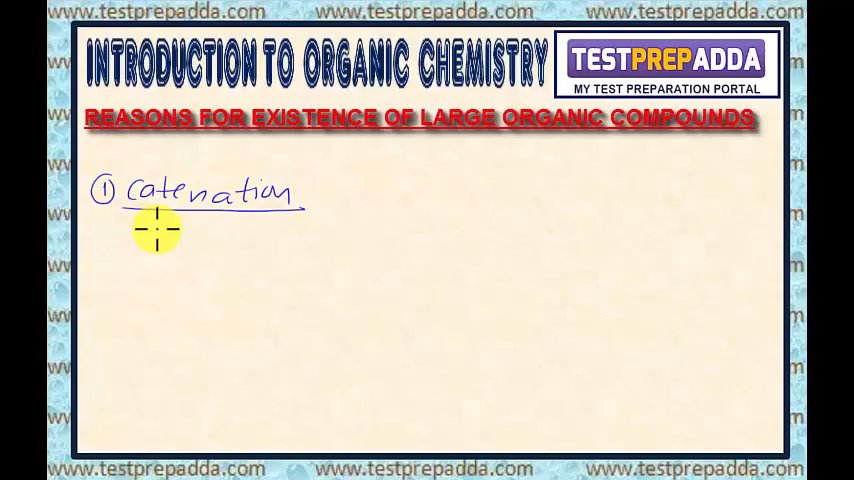 www.testprepadda.com www.testprepadda.com www.testprepadda.com
INTRODUCTION TO ORGANIC CHEMISTRY
TESTPREPADDA
MY TEST PREPARATION PORTAL
REASONS FOR EXISTENCE OF LARGE ORGANIC COMPOUNDS
① Catenation
www.testprepadda.com www.testprepadda.com www.testprepadda.com